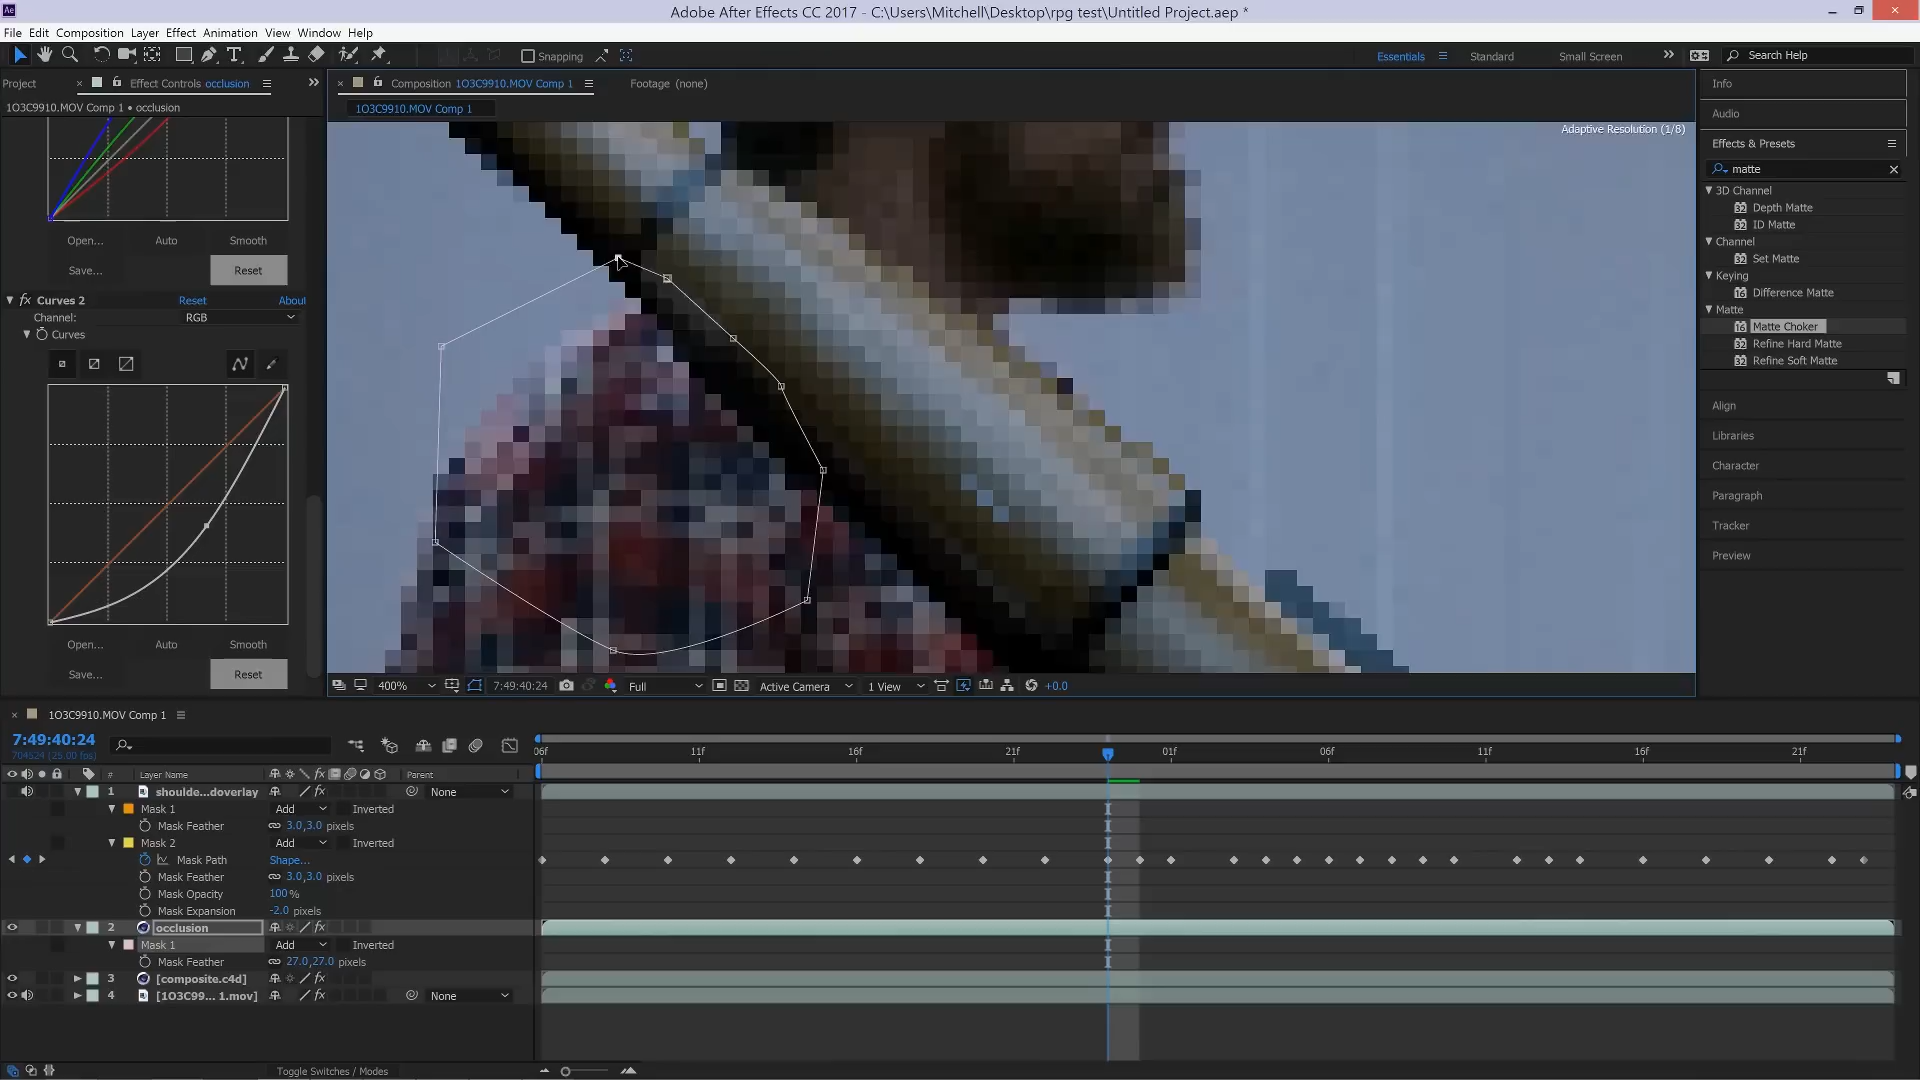 Adobe After Effects CC 2017 - C:\Users\Mitchell\Desktop\rpg test\Untitled Project.aep *
File Edit Composition Layer Effect Animation View Window Help
Snapping
Essentials
Standard
Small Screen
Search Help
Project
Effect Controls occlusion
Composition 1O3C9910.MOV Comp 1
Footage (none)
Info
1O3C9910.MOV Comp 1 • occlusion
1O3C9910.MOV Comp 1
Audio
Adaptive Resolution (1/8)
Effects & Presets
matte
3D Channel
Depth Matte
ID Matte
Channel
Set Matte
Keying
Difference Matte
Matte
Matte Choker
Refine Hard Matte
Refine Soft Matte
Align
Libraries
Character
Paragraph
Tracker
Preview
Open... Auto Smooth
Save... Reset
fx Curves 2 Reset About
Channel: RGB
Curves
Open... Auto Smooth
Save... Reset
400%
7:49:40:24
Full
Active Camera
1 View
+0.0
1O3C9910.MOV Comp 1
7:49:40:24
704524 (25.00 fps)
06f 11f 16f 21f 01f 06f 11f 16f 21f
# Layer Name fx Parent
1 shoulde...doverlay fx None
Mask 1 Add Inverted
Mask Feather 3.0,3.0 pixels
Mask 2 Add Inverted
Mask Path Shape...
Mask Feather 3.0,3.0 pixels
Mask Opacity 100%
Mask Expansion -2.0 pixels
2 occlusion fx
Mask 1 Add Inverted
Mask Feather 27.0,27.0 pixels
3 [composite.c4d] fx
4 [1O3C99... 1.mov] fx None
Toggle Switches / Modes